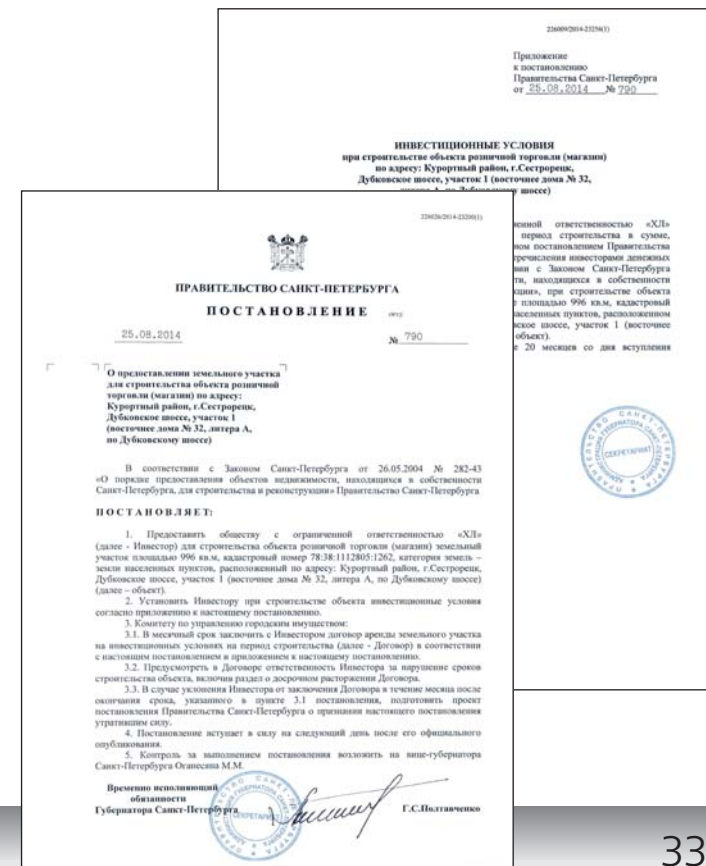 226009/2014-23256(1)
Приложение
к постановлению
Правительства Санкт-Петербурга
от 25.08.2014 № 790
ИНВЕСТИЦИОННЫЕ УСЛОВИЯ
при строительстве объекта розничной торговли (магазин)
по адресу: Курортный район, г.Сестрорецк,
Дубковское шоссе, участок 1 (восточнее дома № 32,
ответственностью «ХЛ»
период строительства в сумме,
постановлением Правительства
инвесторами денежных
с Законом Санкт-Петербурга
находящихся в собственности
при строительстве объекта
площадью 996 кв.м, кадастровый
населенных пунктов, расположенном
шоссе, участок 1 (восточнее
объект).
20 месяцев со дня вступления
СЕКРЕТАРИАТ
226026/2014-23200(1)
ПРАВИТЕЛЬСТВО САНКТ-ПЕТЕРБУРГА
ПОСТАНОВЛЕНИЕ
25.08.2014 № 790
О предоставлении земельного участка
для строительства объекта розничной
торговли (магазин) по адресу:
Курортный район, г.Сестрорецк,
Дубковское шоссе, участок 1
(восточнее дома № 32, литера А,
по Дубковскому шоссе)
В соответствии с Законом Санкт-Петербурга от 26.05.2004 № 282-43
«О порядке предоставления объектов недвижимости, находящихся в собственности
Санкт-Петербурга, для строительства и реконструкции» Правительство Санкт-Петербурга
ПОСТАНОВЛЯЕТ:
1. Предоставить обществу с ограниченной ответственностью «ХЛ»
(далее - Инвестор) для строительства объекта розничной торговли (магазин) земельный
участок площадью 996 кв.м, кадастровый номер 78:38:1112805:1262, категория земель –
земли населенных пунктов, расположенный по адресу: Курортный район, г.Сестрорецк,
Дубковское шоссе, участок 1 (восточнее дома № 32, литера А, по Дубковскому шоссе)
(далее – объект).
2. Установить Инвестору при строительстве объекта инвестиционные условия
согласно приложению к настоящему постановлению.
3. Комитету по управлению городским имуществом:
3.1. В месячный срок заключить с Инвестором договор аренды земельного участка
на инвестиционных условиях на период строительства (далее - Договор) в соответствии
с настоящим постановлением и приложением к настоящему постановлению.
3.2. Предусмотреть в Договоре ответственность Инвестора за нарушение сроков
строительства объекта, включив раздел о досрочном расторжении Договора.
3.3. В случае уклонения Инвестора от заключения Договора в течение месяца после
окончания срока, указанного в пункте 3.1 постановления, подготовить проект
постановления Правительства Санкт-Петербурга о признании настоящего постановления
утратившим силу.
4. Постановление вступает в силу на следующий день после его официального
опубликования.
5. Контроль за выполнением постановления возложить на вице-губернатора
Санкт-Петербурга Оганесяна М.М.
Временно исполняющий
обязанности
Губернатора Санкт-Петербурга Г.С.Полтавченко
СЕКРЕТАРИАТ
33